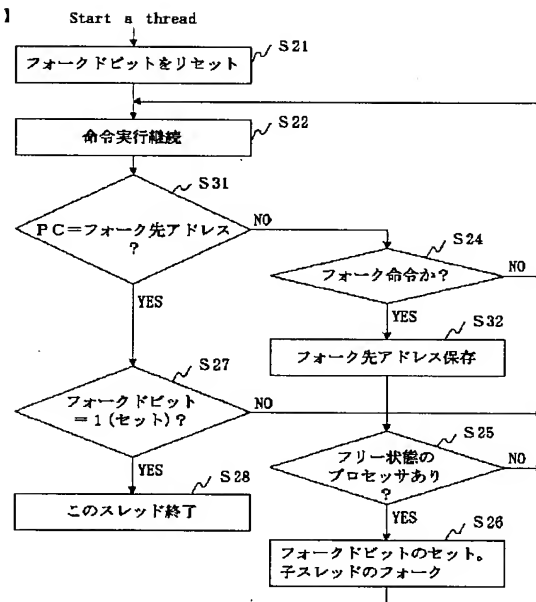 】
Start a thread
S21
フォークドビットをリセット
S22
命令実行継続
S31
PC＝フォーク先アドレス
？
NO
YES
S24
フォーク命令か？
NO
YES
S32
フォーク先アドレス保存
S27
フォークドビット
＝１（セット）？
NO
YES
S25
フリー状態の
プロセッサあり
？
NO
YES
S28
このスレッド終了
S26
フォークドビットのセット。
子スレッドのフォーク